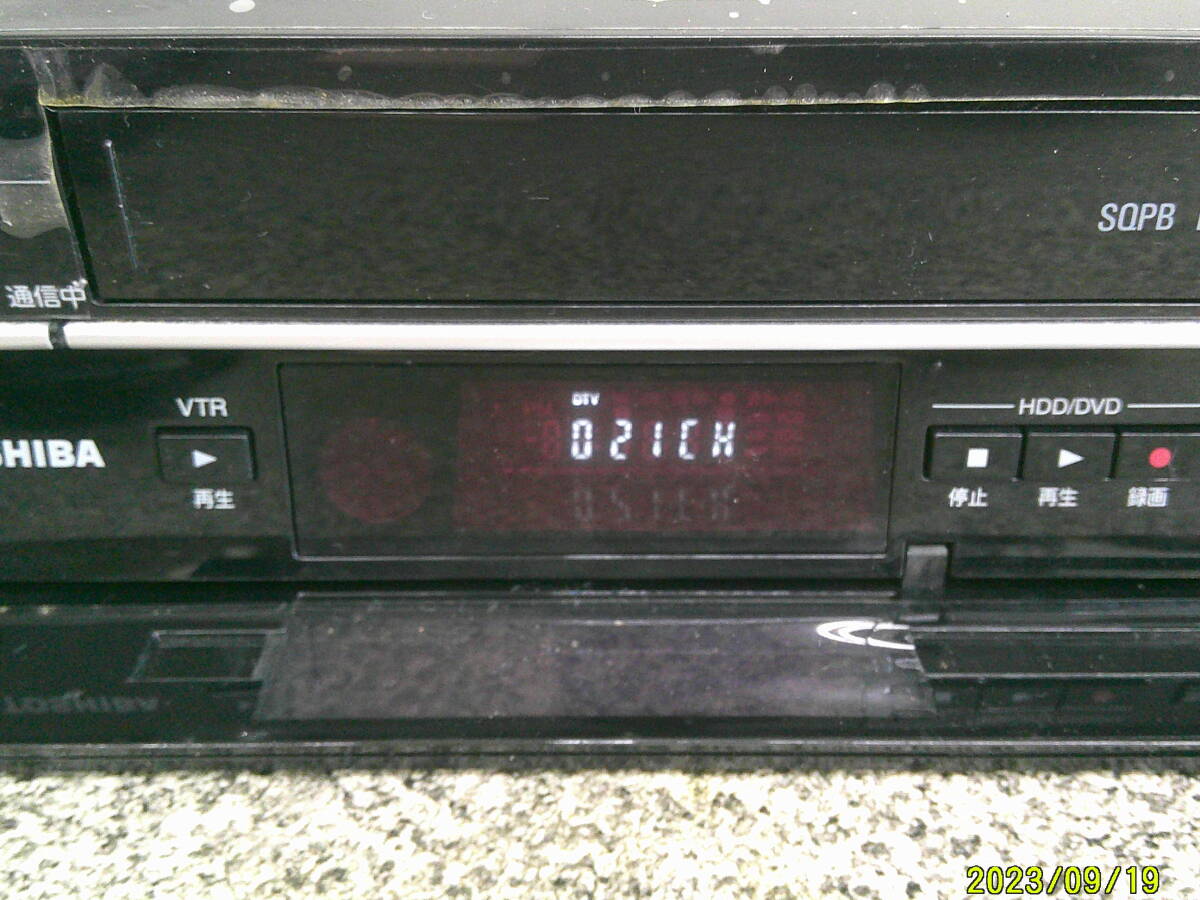 SQPB
通信中
VTR
HDD/DVD
DTV
SHIBA
021CH
再生
停止
再生
録画
2023/09/19